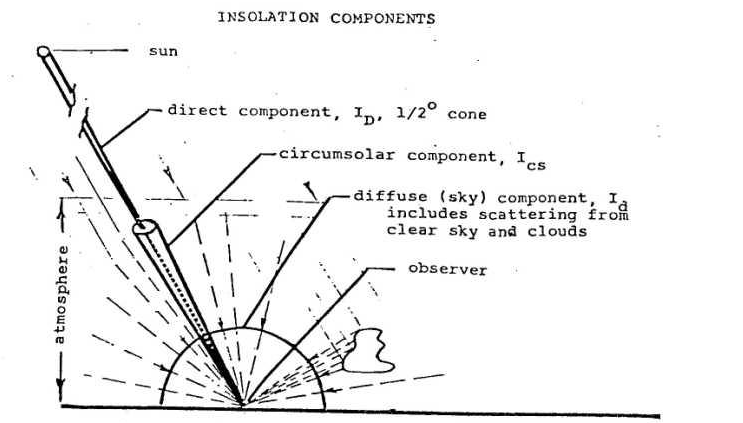 INSOLATION COMPONENTS
sun
direct component, I_D, 1/2° cone
circumsolar component, I_cs
diffuse (sky) component, I_d
includes scattering from
clear sky and clouds
observer
atmosphere